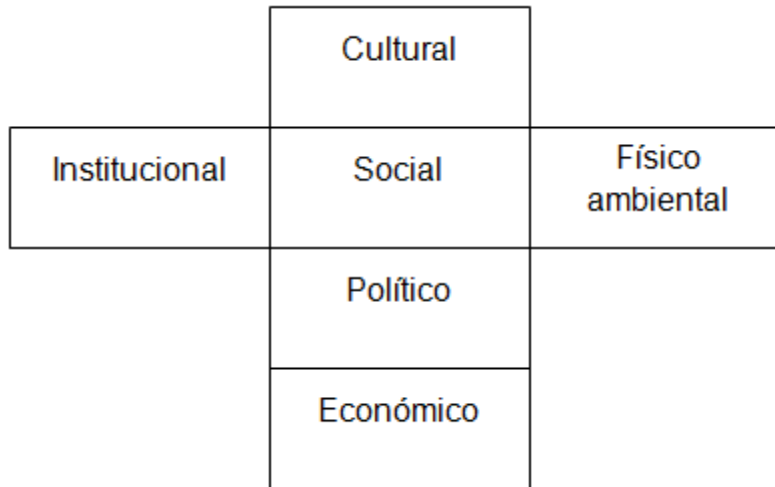 Cultural
Institucional
Social
Físico
ambiental
Político
Económico